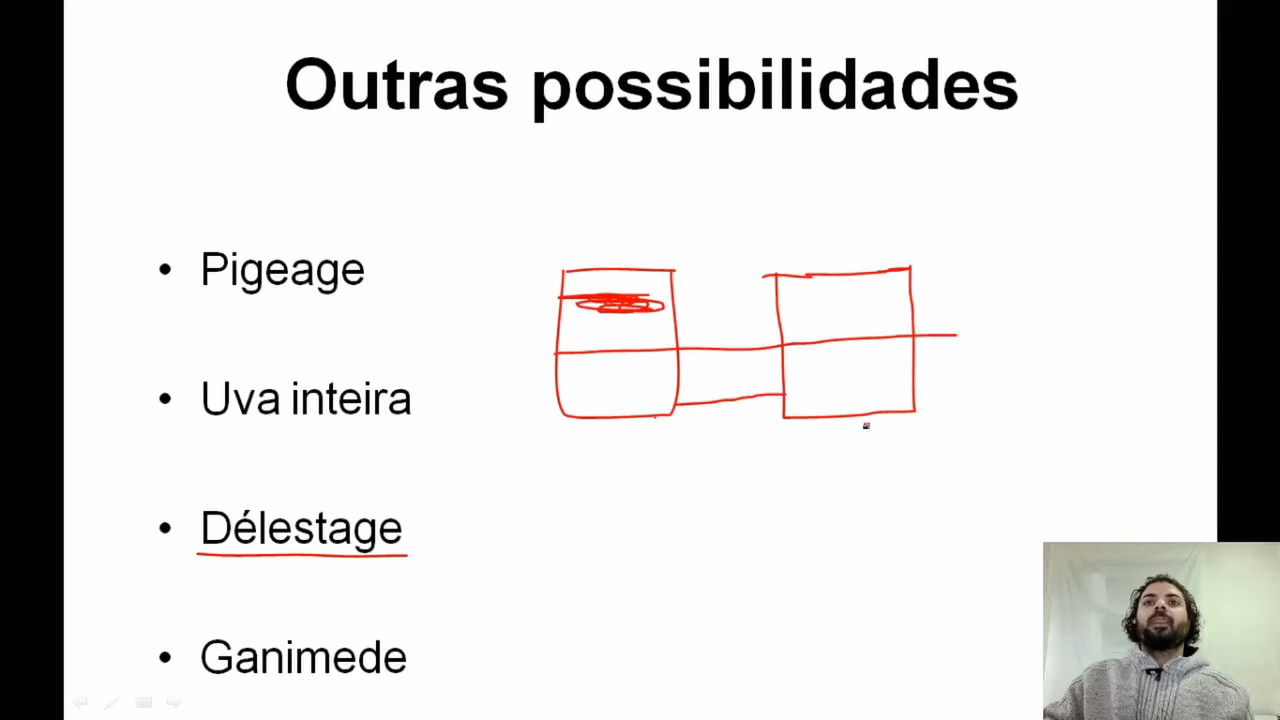 Outras possibilidades
• Pigeage
• Uva inteira
• Délestage
• Ganimede